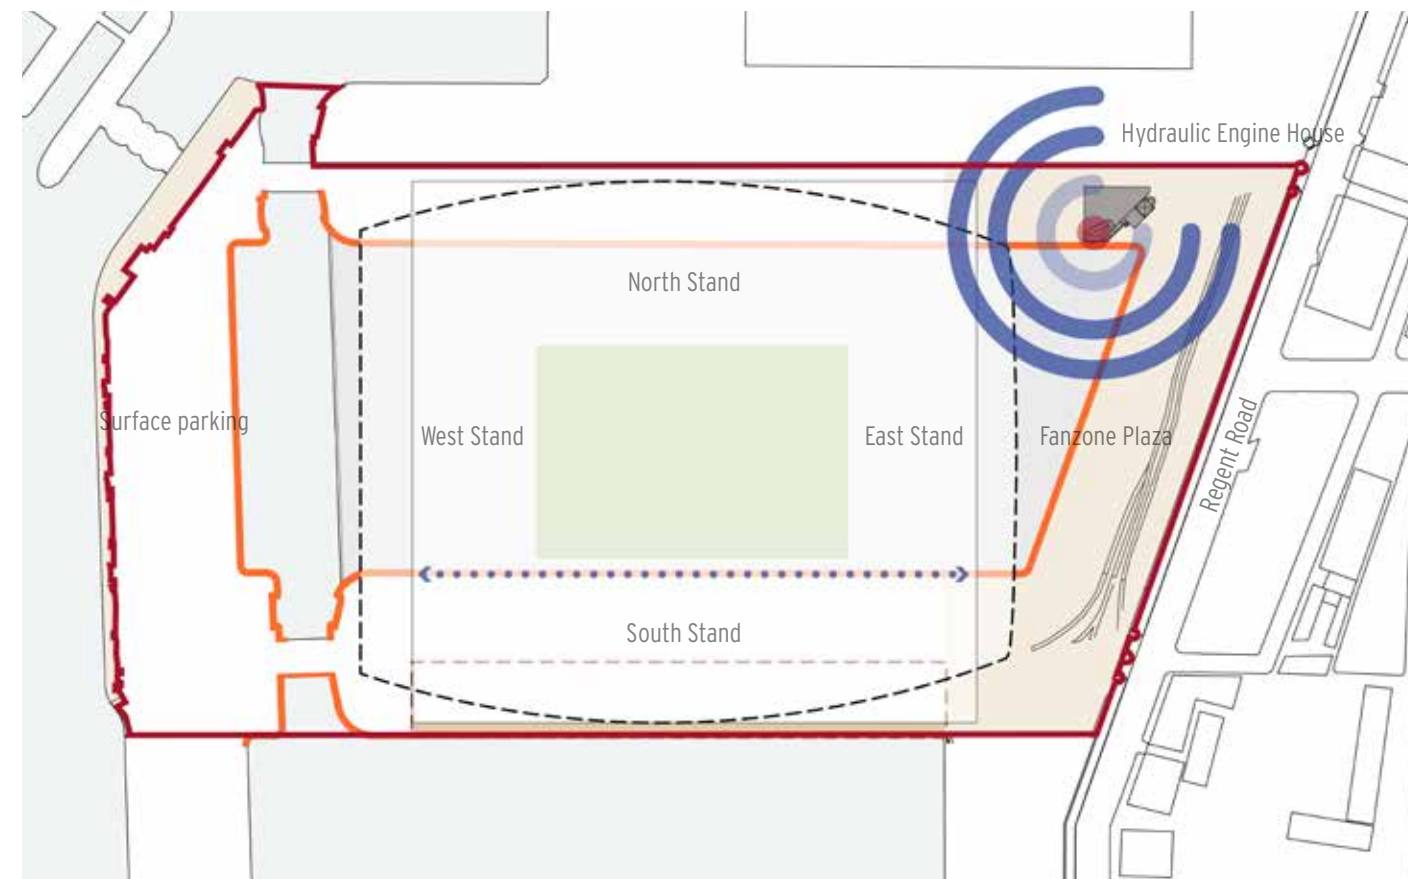 Hydraulic Engine House
North Stand
Surface parking
West Stand
East Stand
Fanzone Plaza
Regent Road
South Stand